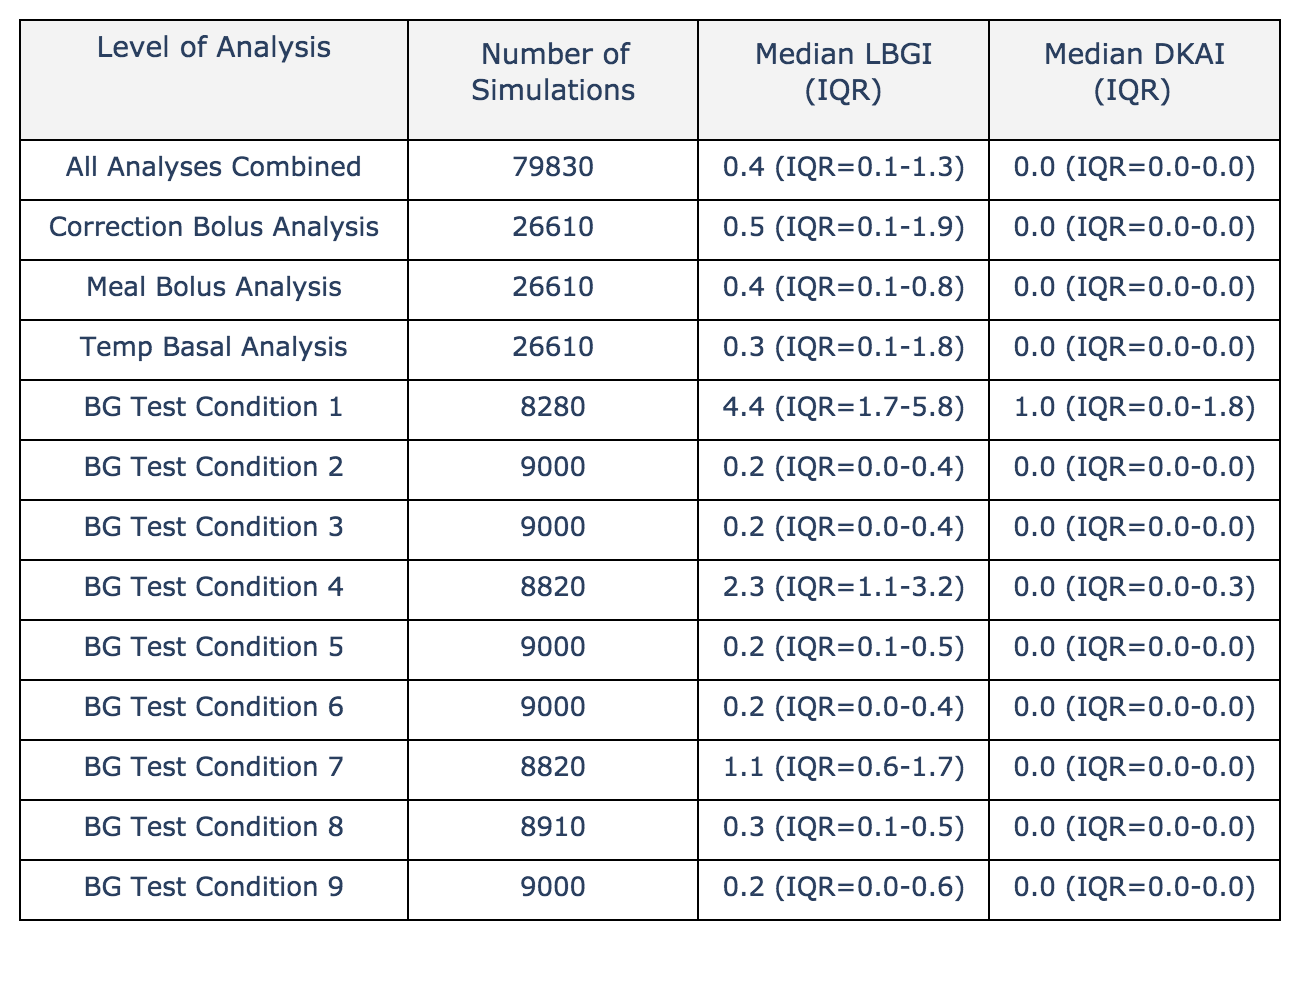 Level of Analysis
Number of
Simulations
Median LBGI
(IQR)
Median DKAI
(IQR)
All Analyses Combined 79830 0.4 (IQR=0.1-1.3) 0.0 (IQR=0.0-0.0)
Correction Bolus Analysis 26610 0.5 (IQR=0.1-1.9) 0.0 (IQR=0.0-0.0)
Meal Bolus Analysis 26610 0.4 (IQR=0.1-0.8) 0.0 (IQR=0.0-0.0)
Temp Basal Analysis 26610 0.3 (IQR=0.1-1.8) 0.0 (IQR=0.0-0.0)
BG Test Condition 1 8280 4.4 (IQR=1.7-5.8) 1.0 (IQR=0.0-1.8)
BG Test Condition 2 9000 0.2 (IQR=0.0-0.4) 0.0 (IQR=0.0-0.0)
BG Test Condition 3 9000 0.2 (IQR=0.0-0.4) 0.0 (IQR=0.0-0.0)
BG Test Condition 4 8820 2.3 (IQR=1.1-3.2) 0.0 (IQR=0.0-0.3)
BG Test Condition 5 9000 0.2 (IQR=0.1-0.5) 0.0 (IQR=0.0-0.0)
BG Test Condition 6 9000 0.2 (IQR=0.0-0.4) 0.0 (IQR=0.0-0.0)
BG Test Condition 7 8820 1.1 (IQR=0.6-1.7) 0.0 (IQR=0.0-0.0)
BG Test Condition 8 8910 0.3 (IQR=0.1-0.5) 0.0 (IQR=0.0-0.0)
BG Test Condition 9 9000 0.2 (IQR=0.0-0.6) 0.0 (IQR=0.0-0.0)